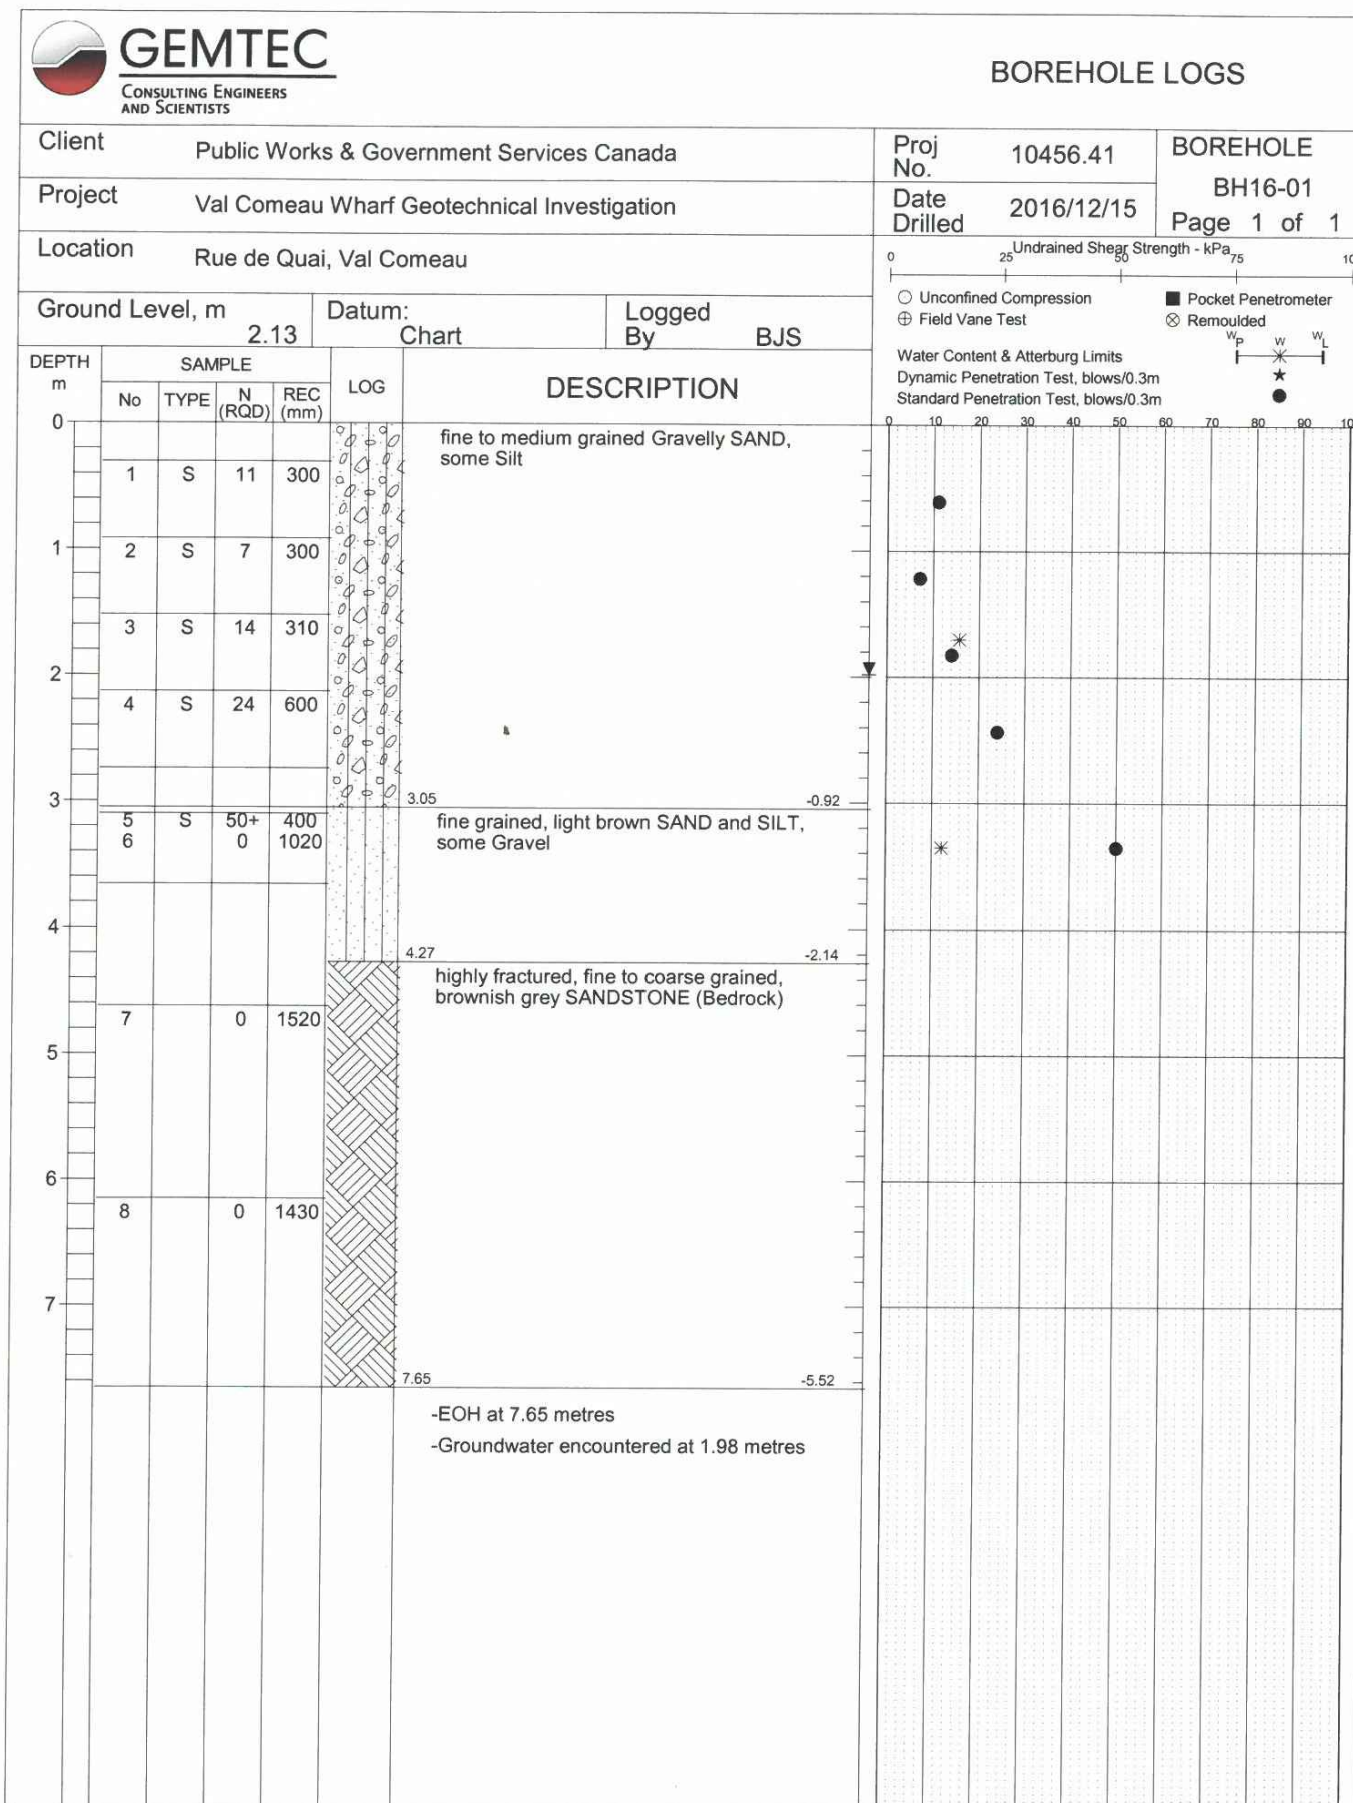 GEMTEC
CONSULTING ENGINEERS
AND SCIENTISTS
BOREHOLE LOGS
Client Public Works & Government Services Canada
Proj No. 10456.41
BOREHOLE
BH16-01
Page 1 of 1
Project Val Comeau Wharf Geotechnical Investigation
Date Drilled 2016/12/15
Location Rue de Quai, Val Comeau
Undrained Shear Strength - kPa
0 25 50 75 10
Ground Level, m 2.13
Datum: Chart
Logged By BJS
Unconfined Compression
Pocket Penetrometer
Field Vane Test
Remoulded
Water Content & Atterburg Limits
WP W WL
Dynamic Penetration Test, blows/0.3m
Standard Penetration Test, blows/0.3m
DEPTH m
SAMPLE
No TYPE N (RQD) REC (mm)
LOG
DESCRIPTION
0 10 20 30 40 50 60 70 80 90 10
0
fine to medium grained Gravelly SAND,
some Silt
1 S 11 300
1
2 S 7 300
3 S 14 310
2
4 S 24 600
3
3.05 -0.92
5 S 50+ 400
6 0 1020
fine grained, light brown SAND and SILT,
some Gravel
4
4.27 -2.14
highly fractured, fine to coarse grained,
brownish grey SANDSTONE (Bedrock)
7 0 1520
5
6
8 0 1430
7
7.65 -5.52
-EOH at 7.65 metres
-Groundwater encountered at 1.98 metres